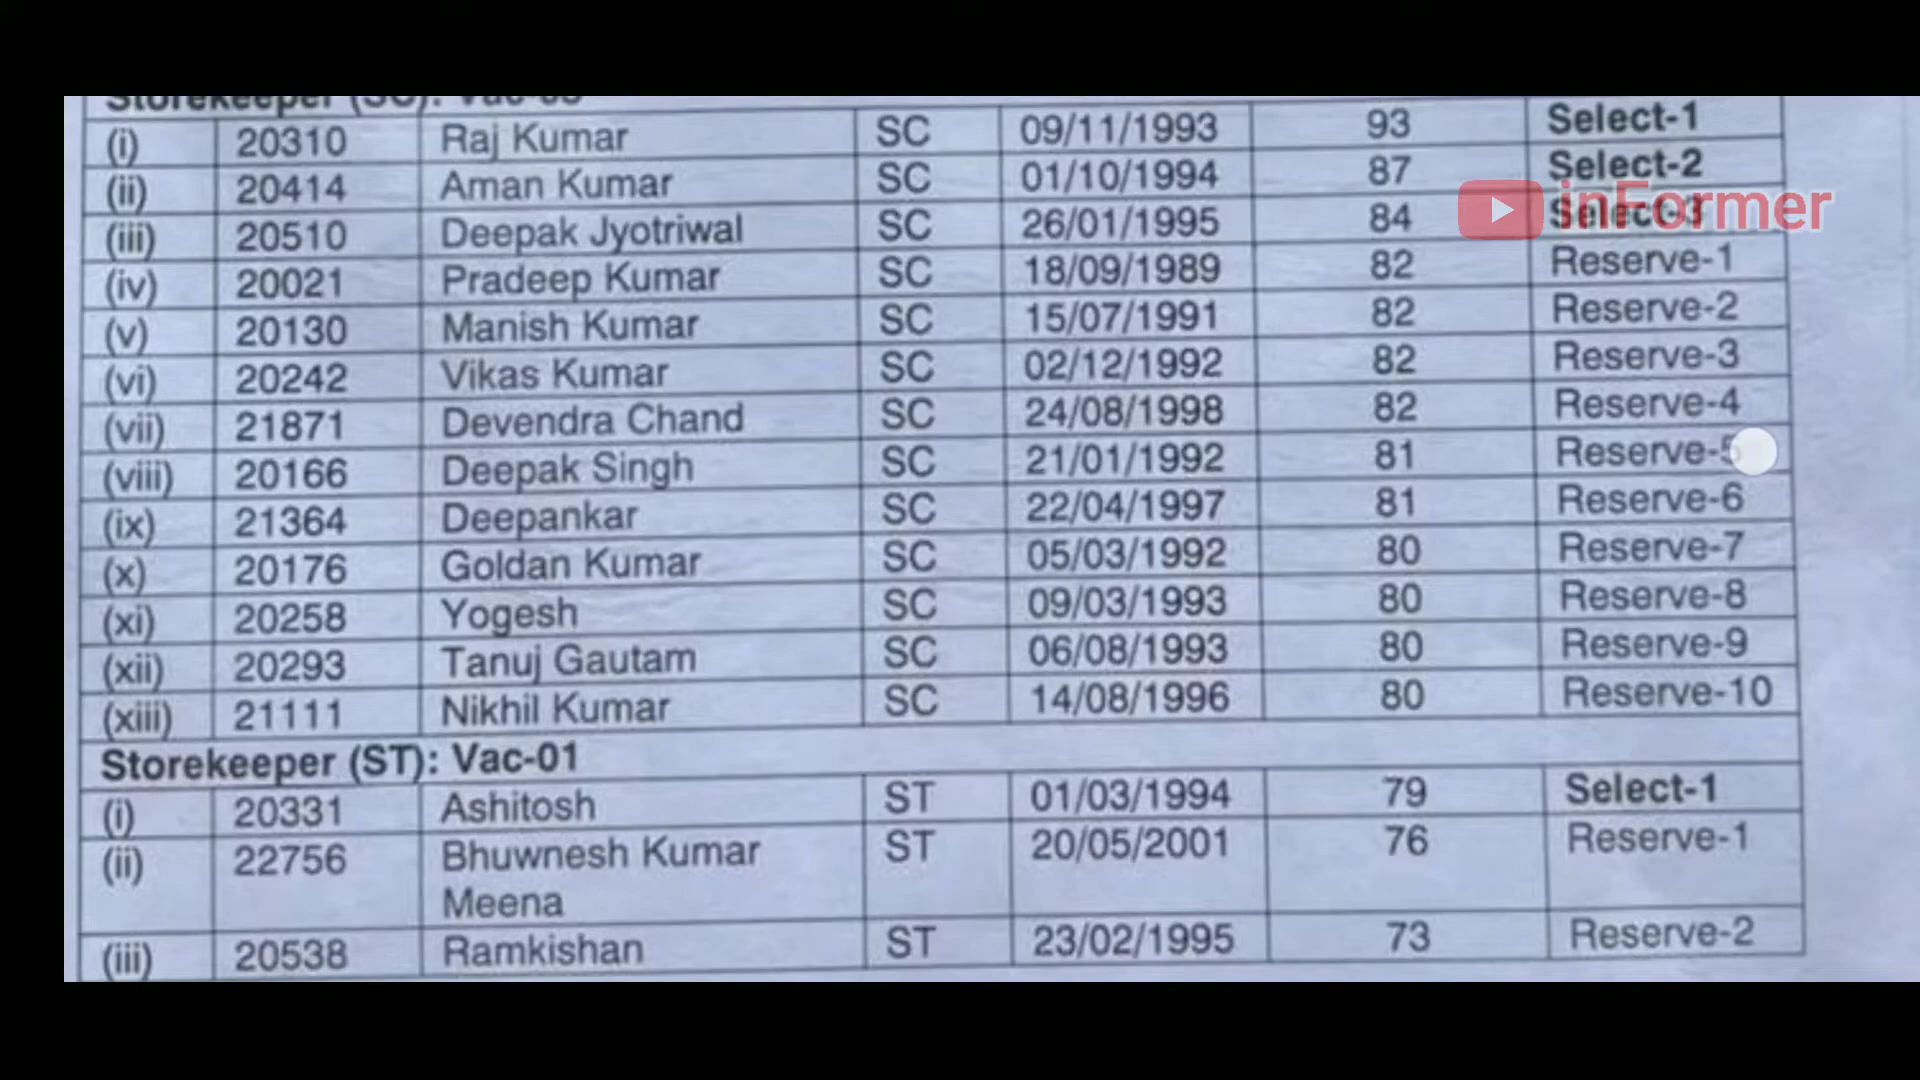 Storekeeper (SC): Vac-03
(i) 20310 Raj Kumar SC 09/11/1993 93 Select-1
(ii) 20414 Aman Kumar SC 01/10/1994 87 Select-2
(iii) 20510 Deepak Jyotriwal SC 26/01/1995 84 Select-3
inFormer
(iv) 20021 Pradeep Kumar SC 18/09/1989 82 Reserve-1
(v) 20130 Manish Kumar SC 15/07/1991 82 Reserve-2
(vi) 20242 Vikas Kumar SC 02/12/1992 82 Reserve-3
(vii) 21871 Devendra Chand SC 24/08/1998 82 Reserve-4
(viii) 20166 Deepak Singh SC 21/01/1992 81 Reserve-5
(ix) 21364 Deepankar SC 22/04/1997 81 Reserve-6
(x) 20176 Goldan Kumar SC 05/03/1992 80 Reserve-7
(xi) 20258 Yogesh SC 09/03/1993 80 Reserve-8
(xii) 20293 Tanuj Gautam SC 06/08/1993 80 Reserve-9
(xiii) 21111 Nikhil Kumar SC 14/08/1996 80 Reserve-10
Storekeeper (ST): Vac-01
(i) 20331 Ashitosh ST 01/03/1994 79 Select-1
(ii) 22756 Bhuwnesh Kumar ST 20/05/2001 76 Reserve-1
Meena
(iii) 20538 Ramkishan ST 23/02/1995 73 Reserve-2